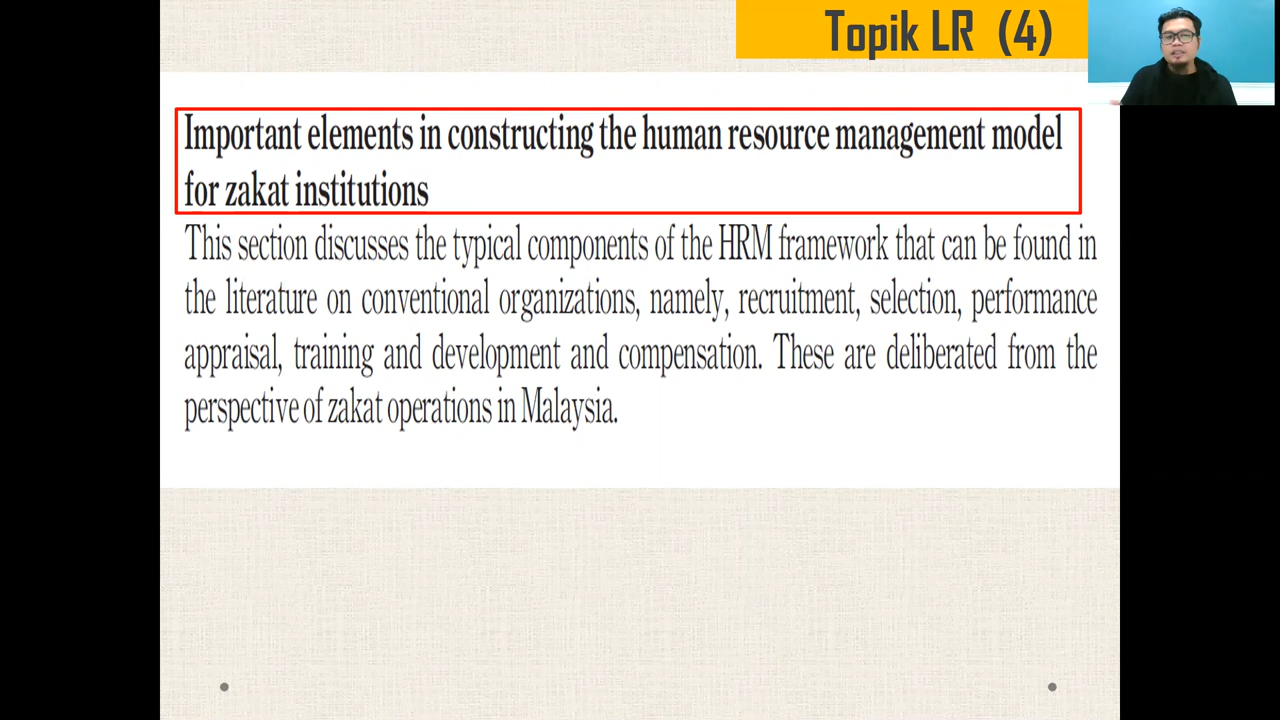 Topik LR (4)
Important elements in constructing the human resource management model
for zakat institutions
This section discusses the typical components of the HRM framework that can be found in
the literature on conventional organizations, namely, recruitment, selection, performance
appraisal, training and development and compensation. These are deliberated from the
perspective of zakat operations in Malaysia.